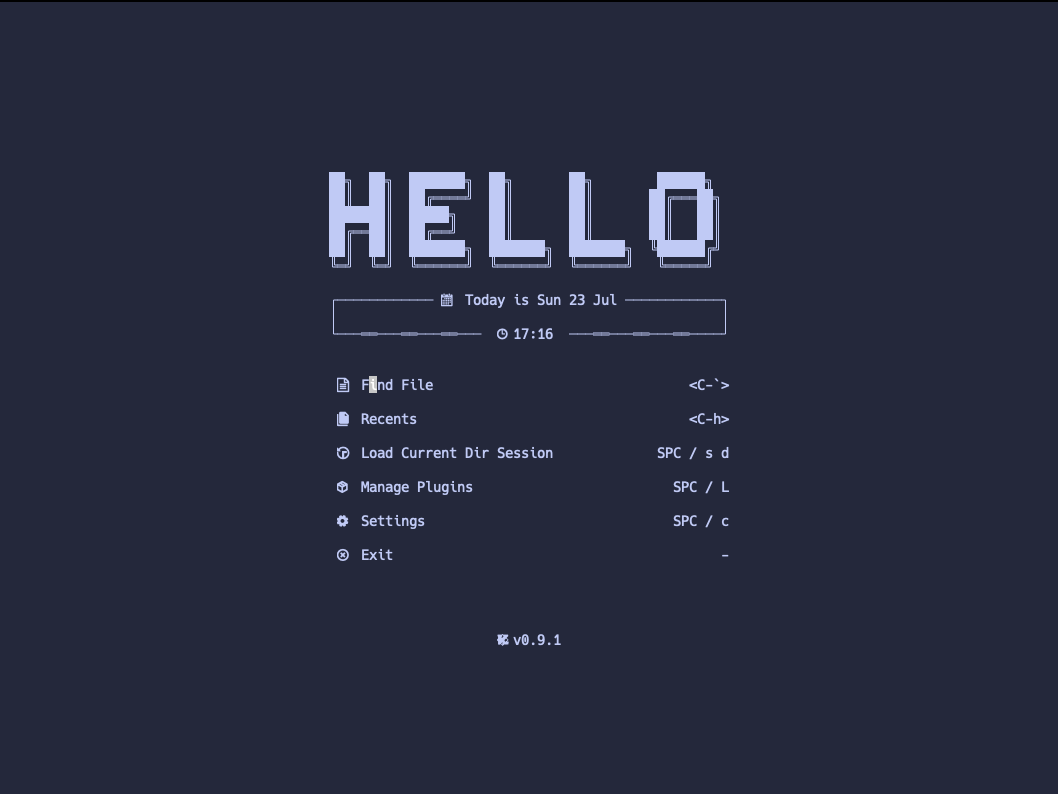 HELLO
Today is Sun 23 Jul
17:16
Find File <C-`>
Recents <C-h>
Load Current Dir Session SPC / s d
Manage Plugins SPC / L
Settings SPC / c
Exit -
v0.9.1